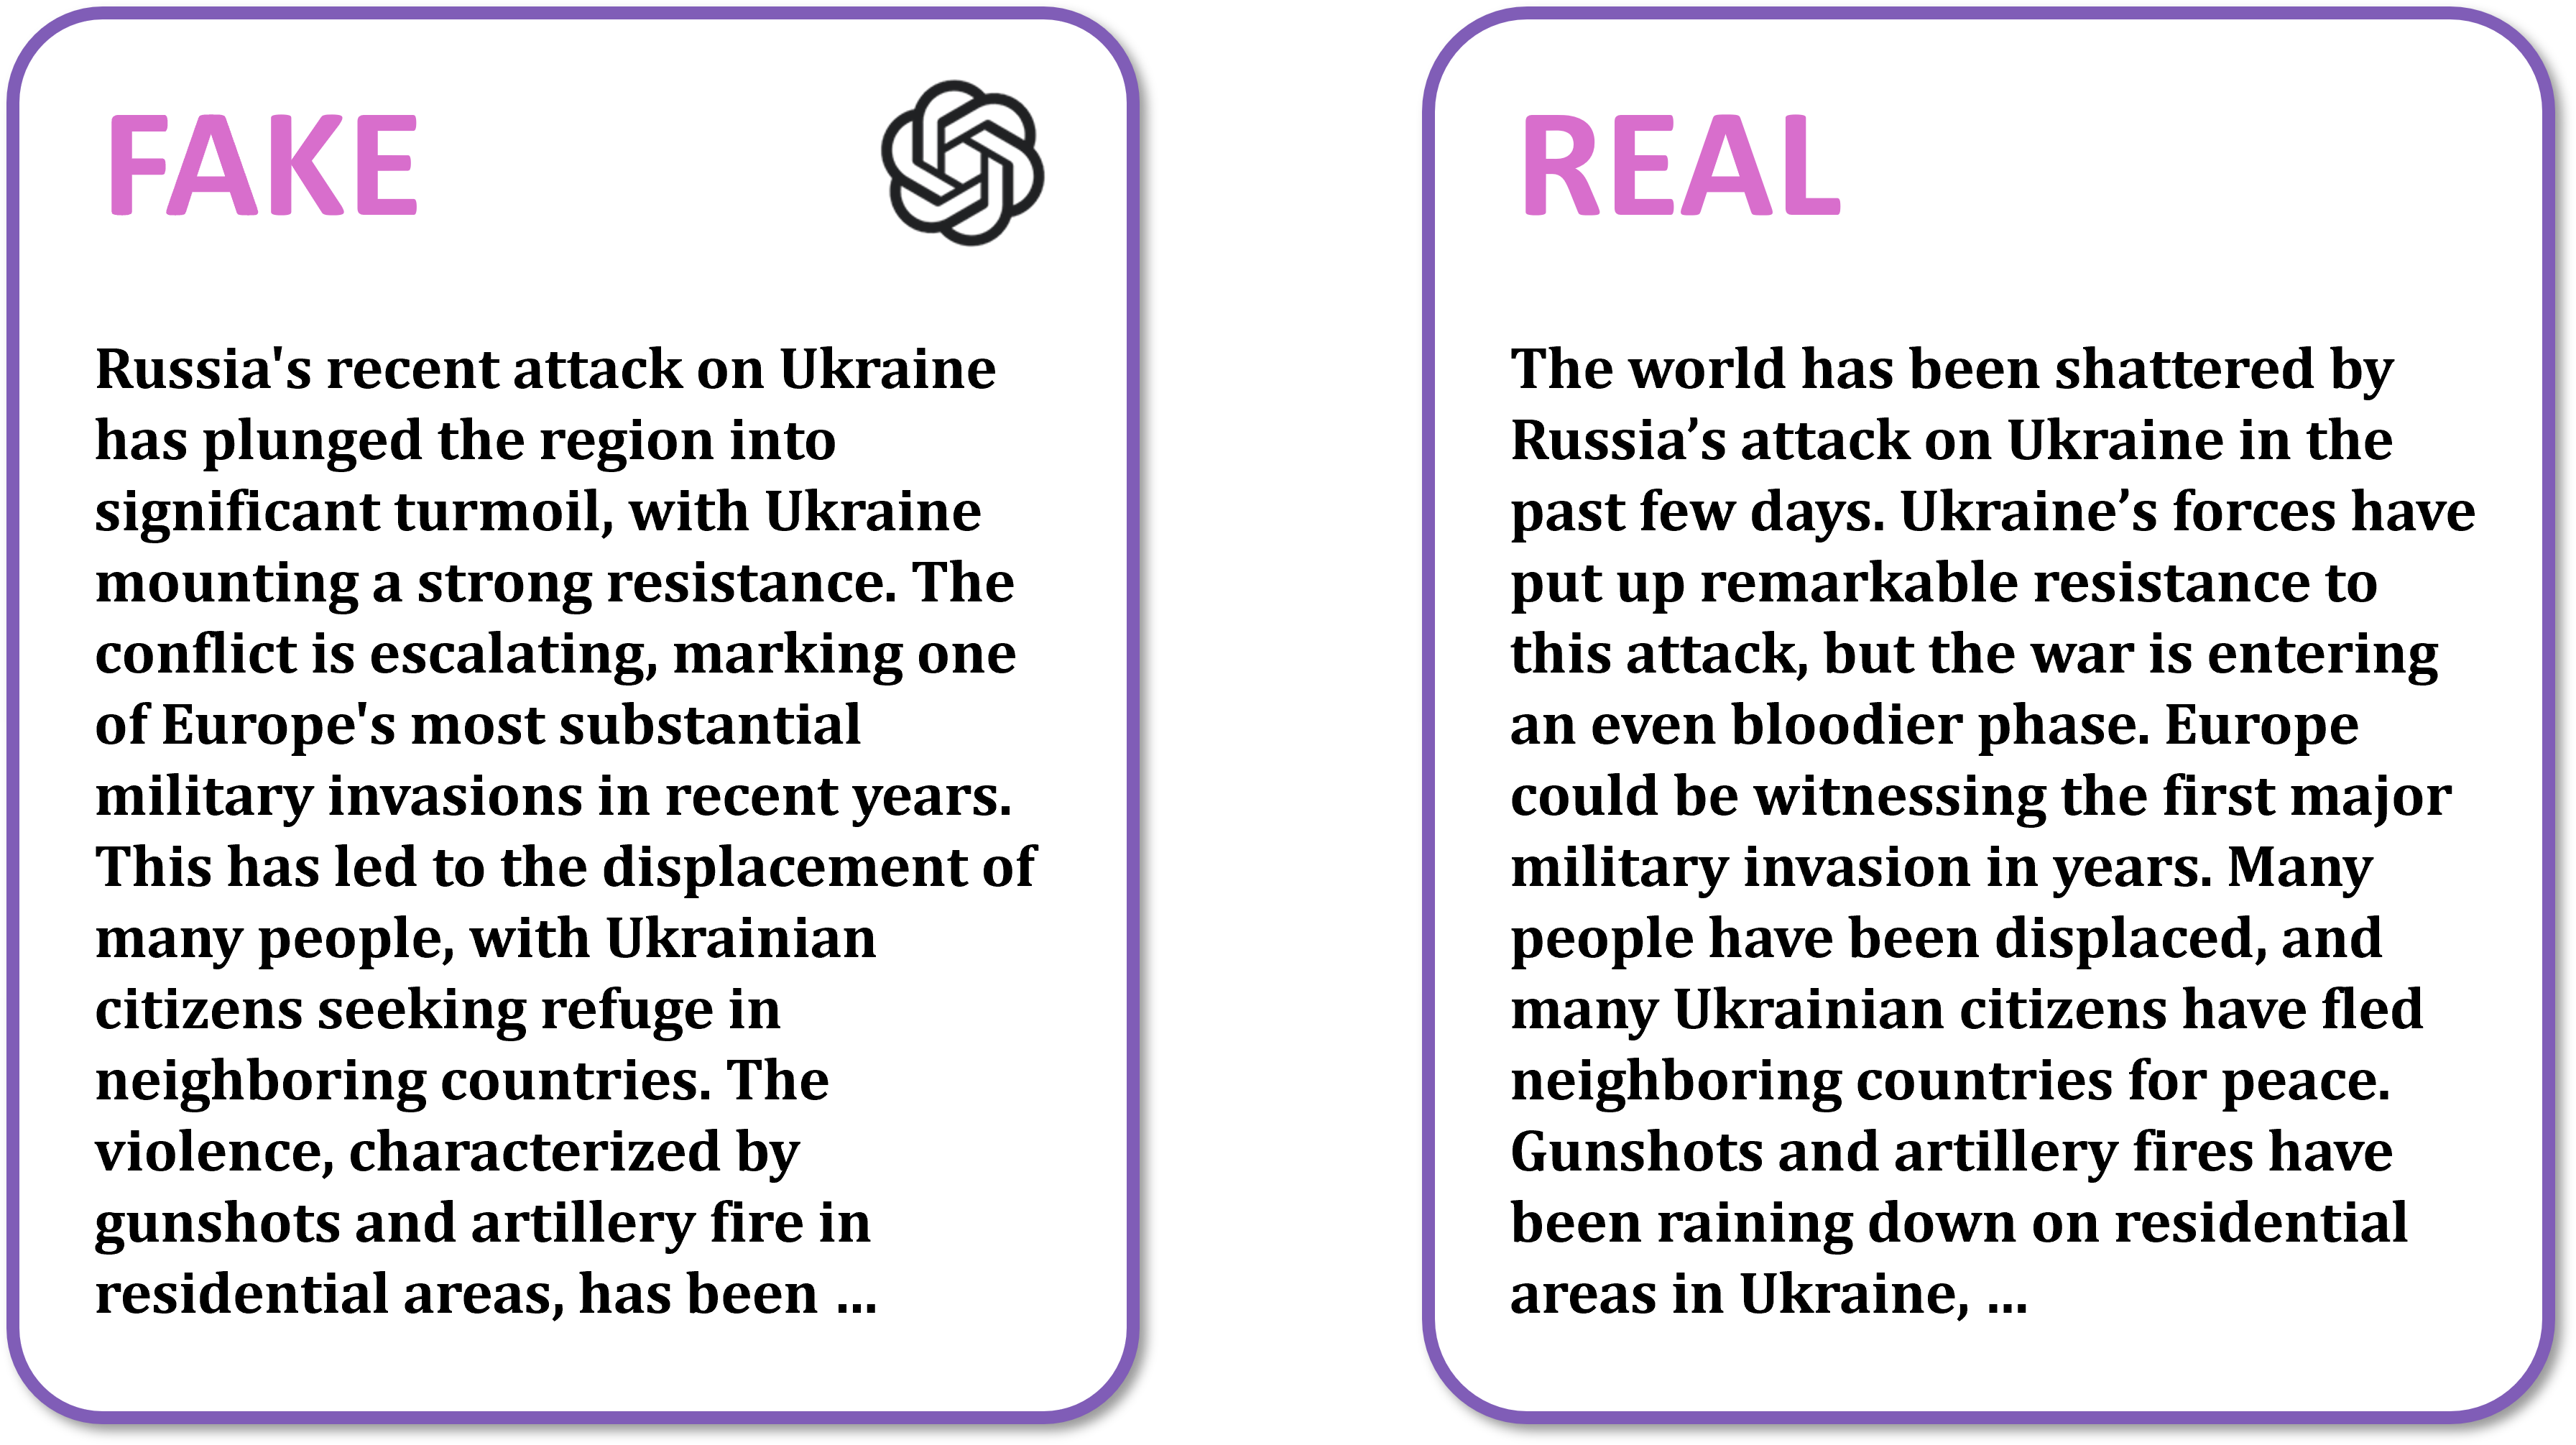 FAKE
Russia's recent attack on Ukraine
has plunged the region into
significant turmoil, with Ukraine
mounting a strong resistance. The
conflict is escalating, marking one
of Europe's most substantial
military invasions in recent years.
This has led to the displacement of
many people, with Ukrainian
citizens seeking refuge in
neighboring countries. The
violence, characterized by
gunshots and artillery fire in
residential areas, has been ...
REAL
The world has been shattered by
Russia’s attack on Ukraine in the
past few days. Ukraine’s forces have
put up remarkable resistance to
this attack, but the war is entering
an even bloodier phase. Europe
could be witnessing the first major
military invasion in years. Many
people have been displaced, and
many Ukrainian citizens have fled
neighboring countries for peace.
Gunshots and artillery fires have
been raining down on residential
areas in Ukraine, ...